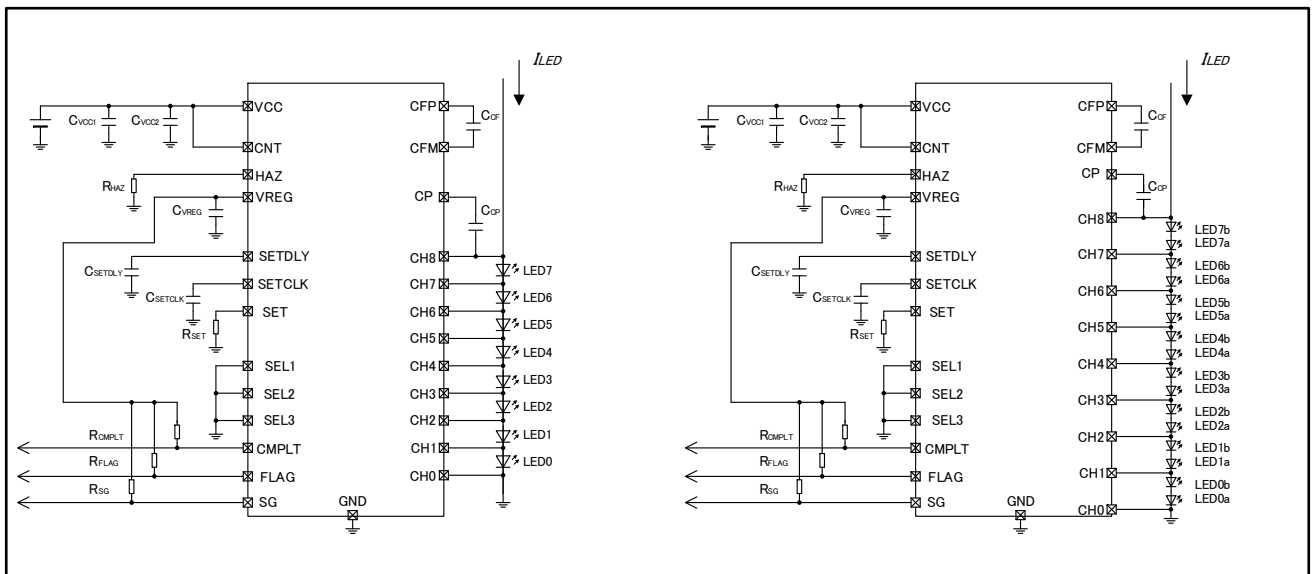 ILED
VCC
CFP
CVCC1
CVCC2
CCF
CNT
CFM
HAZ
RHAZ
VREG
CP
CVREG
CCP
SETDLY
CH8
LED7
CSETDLY
SETCLK
CH7
LED6
CSETCLK
SET
CH6
RSET
CH5
LED5
LED4
SEL1
CH4
LED3
SEL2
CH3
LED2
SEL3
CH2
LED1
RCMPLT
CMPLT
CH1
LED0
RFLAG
FLAG
CH0
RSG
SG
GND
ILED
VCC
CFP
CVCC1
CVCC2
CCF
CNT
CFM
HAZ
CP
RHAZ
VREG
CCP
CVREG
CH8
LED7b
LED7a
SETDLY
CH7
LED6b
CSETDLY
LED6a
SETCLK
CH6
CSETCLK
LED5b
SET
LED5a
CH5
RSET
LED4b
LED4a
SEL1
CH4
LED3b
LED3a
SEL2
CH3
LED2b
SEL3
LED2a
CH2
RCMPLT
CMPLT
LED1b
LED1a
RFLAG
FLAG
CH1
LED0b
RSG
SG
LED0a
GND
CH0